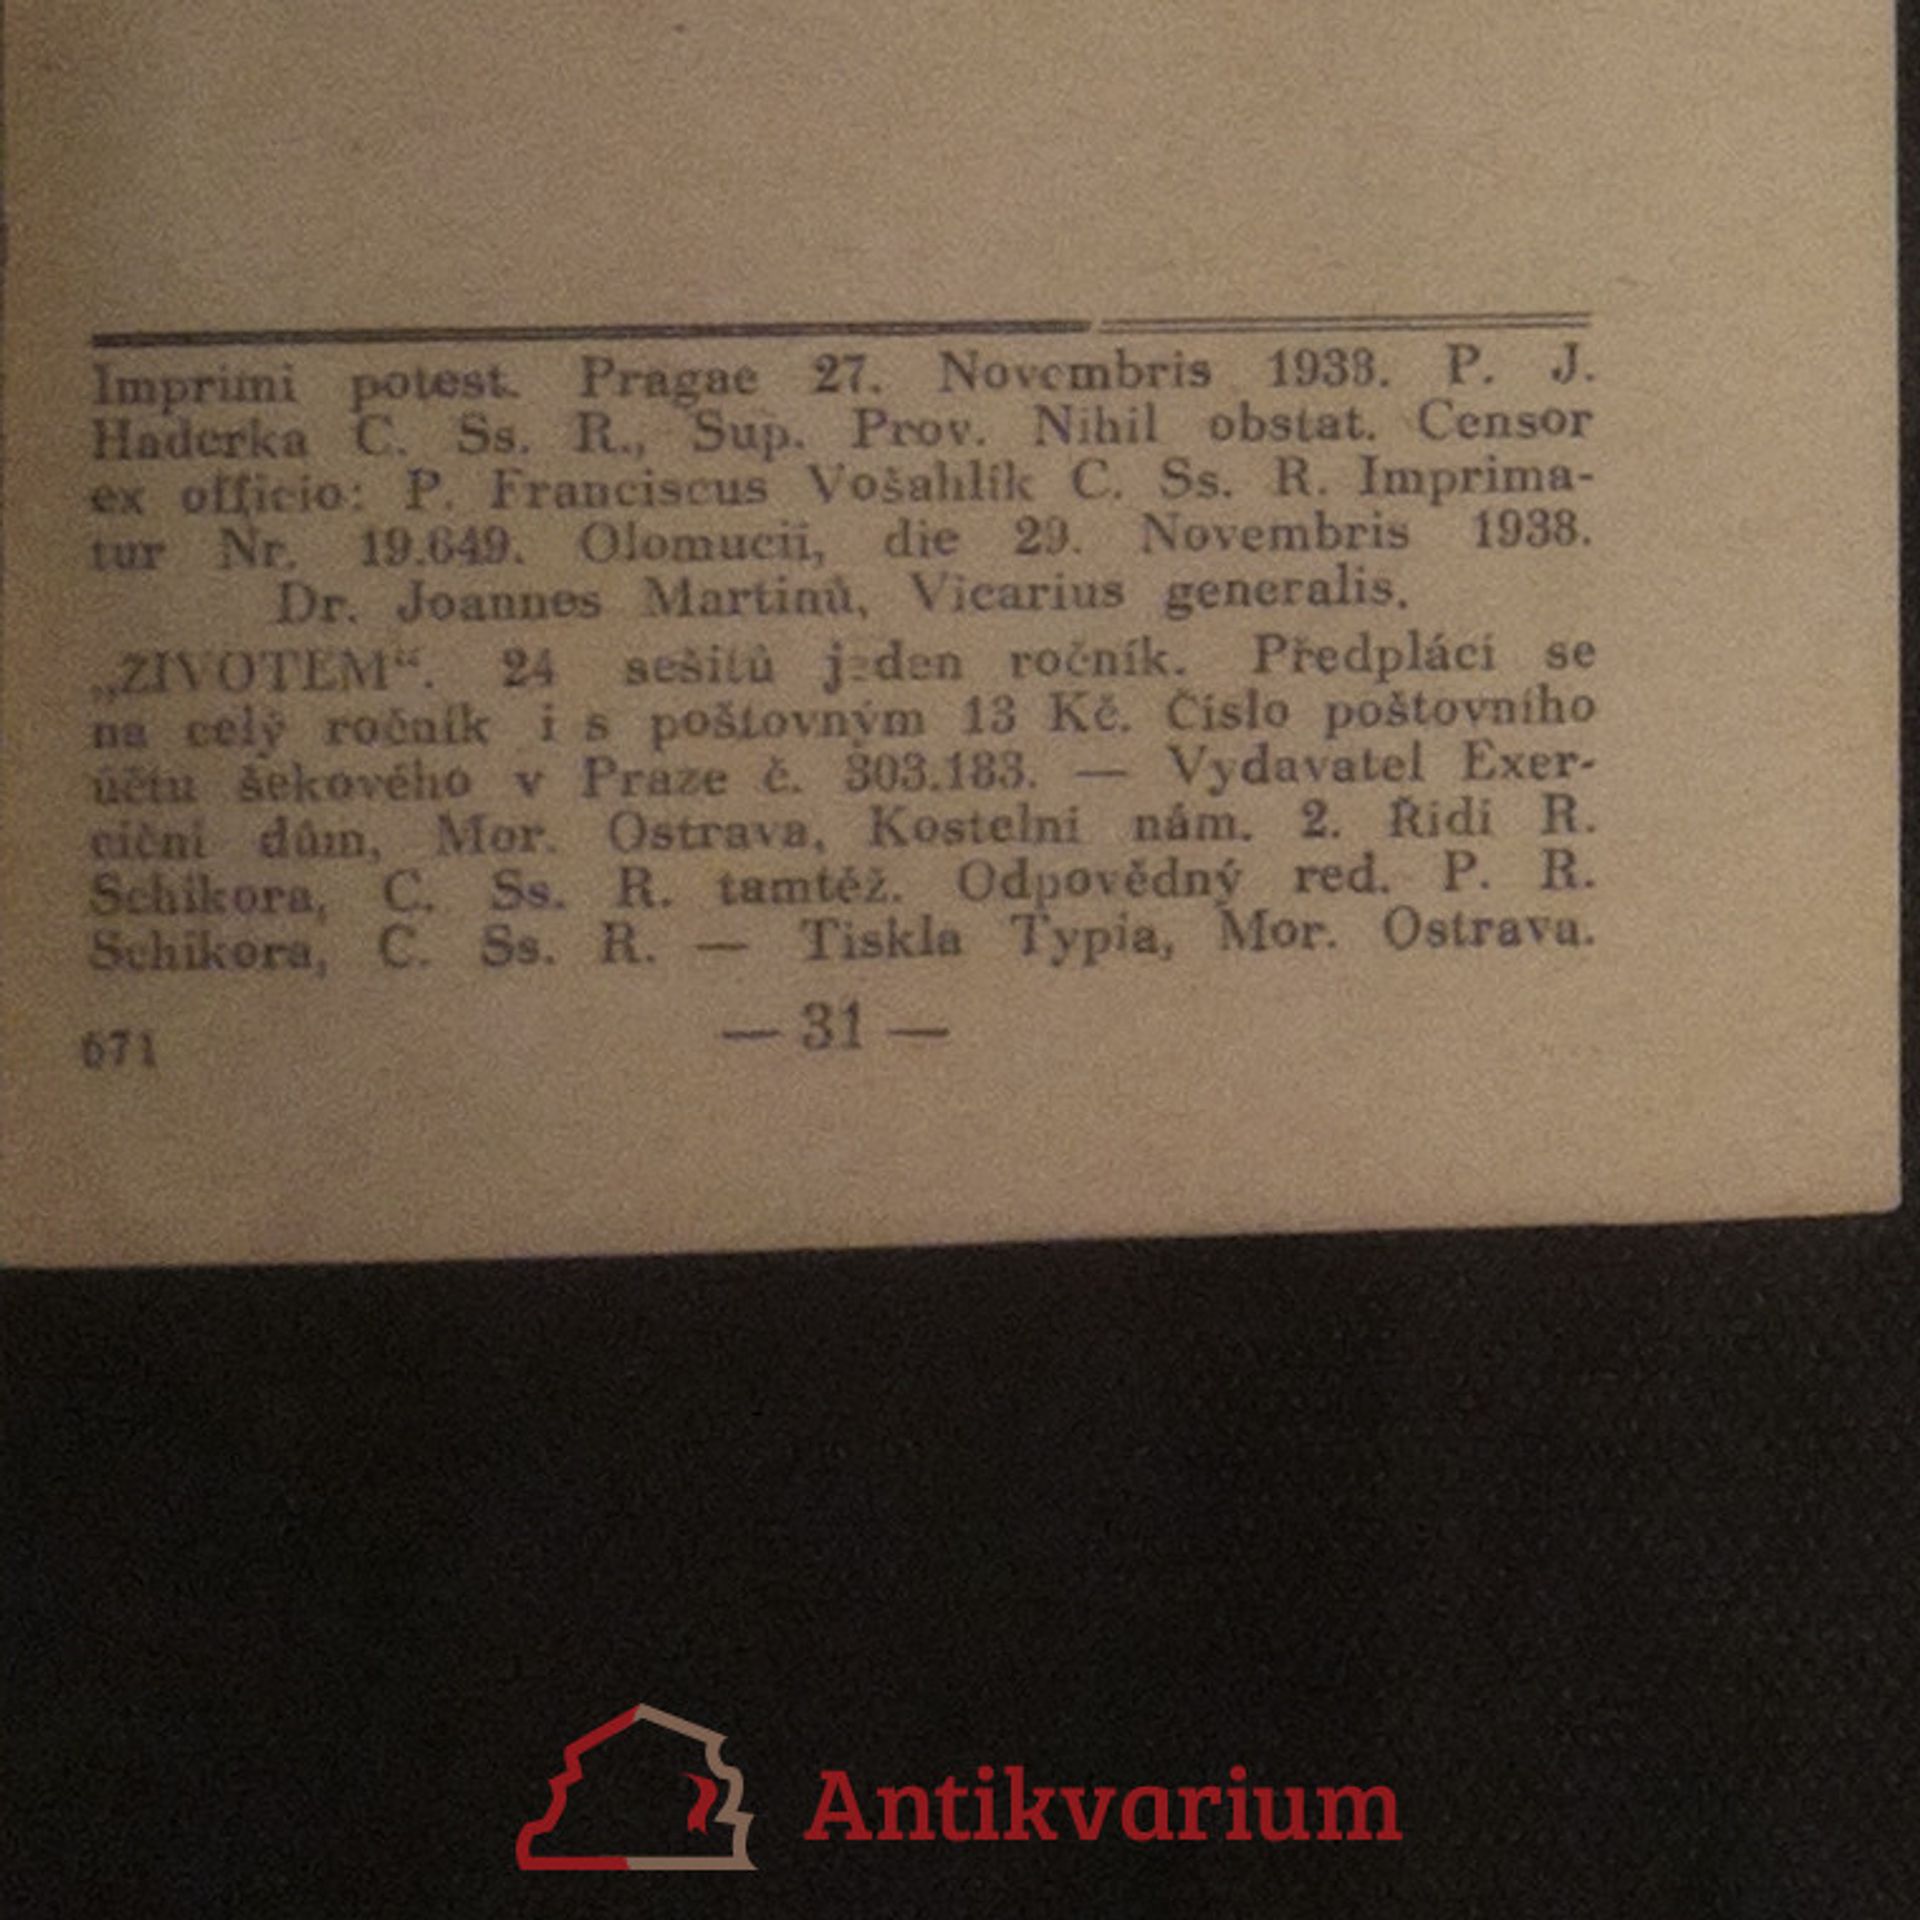 Imprimi potest. Pragae 27. Novembris 1938. P. J.
Haderka C. Ss. R., Sup. Prov. Nihil obstat. Censor
ex officio: P. Franciscus Vošahlík C. Ss. R. Imprima-
tur Nr. 19.649. Olomucii, die 29. Novembris 1938.
Dr. Joannes Martinů, Vicarius generalis.
„ŽIVOTEM“. 24 sešitů jeden ročník. Předplácí se
na celý ročník i s poštovným 13 Kč. Číslo poštovního
účtu šekového v Praze č. 303.183. — Vydavatel Exer-
ciční dům, Mor. Ostrava, Kostelní nám. 2. Řídí R.
Schikora, C. Ss. R. tamtéž. Odpovědný red. P. R.
Schikora, C. Ss. R. — Tiskla Typia, Mor. Ostrava.
671 — 31 —
Antikvarium